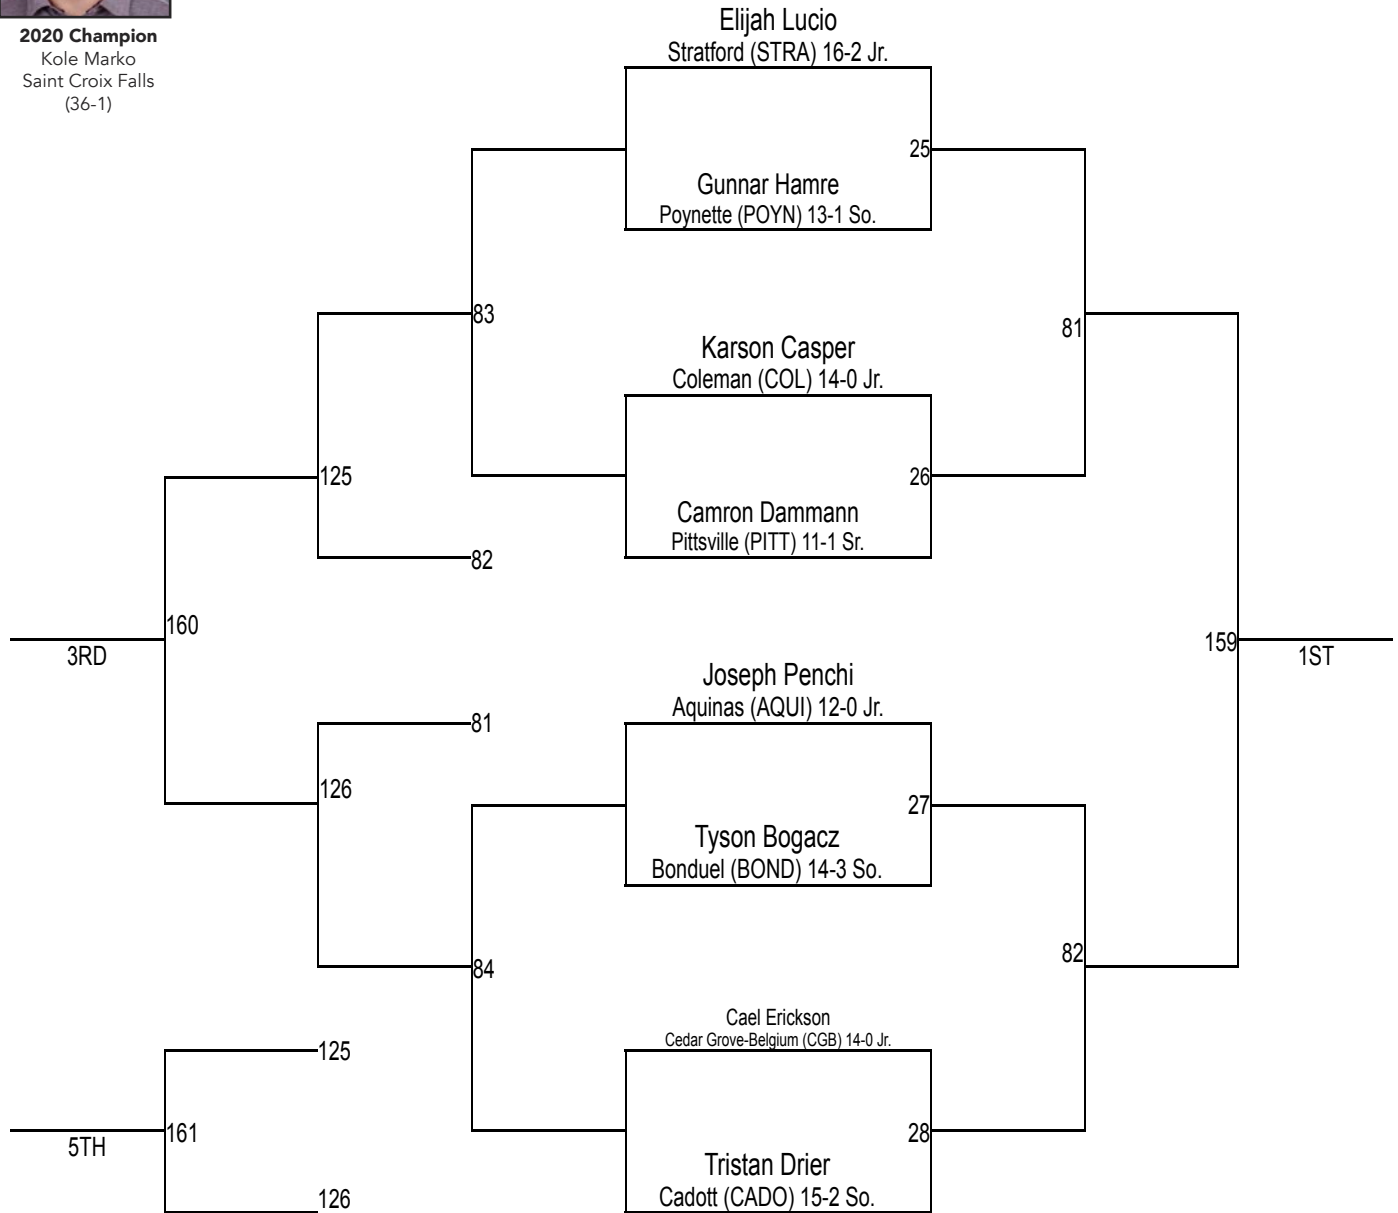 2020 Champion
Kole Marko
Saint Croix Falls
(36-1)
Elijah Lucio
Stratford (STRA) 16-2 Jr.
25
Gunnar Hamre
Poynette (POYN) 13-1 So.
83
81
Karson Casper
Coleman (COL) 14-0 Jr.
125
26
Camron Dammann
Pittsville (PITT) 11-1 Sr.
82
160
3RD
159
1ST
Joseph Penchi
Aquinas (AQUI) 12-0 Jr.
81
126
27
Tyson Bogacz
Bonduel (BOND) 14-3 So.
84
82
Cael Erickson
Cedar Grove-Belgium (CGB) 14-0 Jr.
125
161
5TH
28
Tristan Drier
Cadott (CADO) 15-2 So.
126